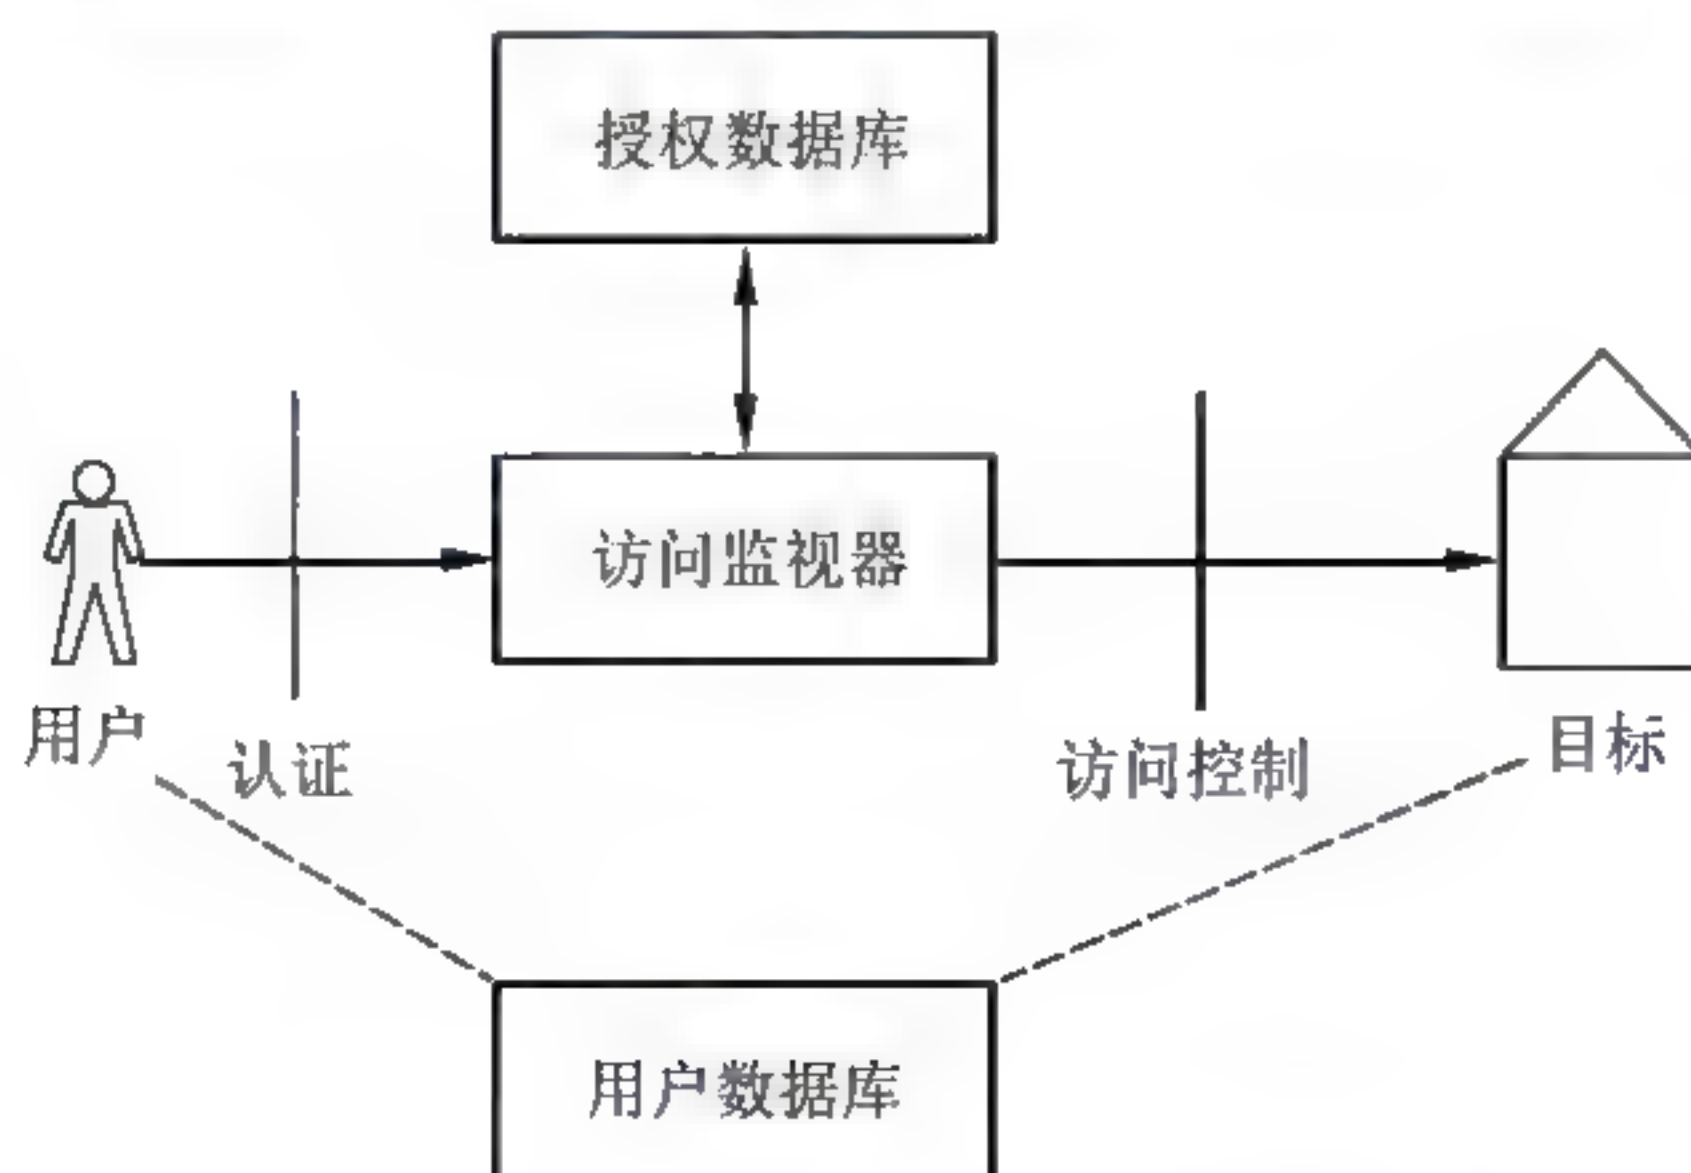 授权数据库
访问监视器
用户
认证
访问控制
目标
用户数据库